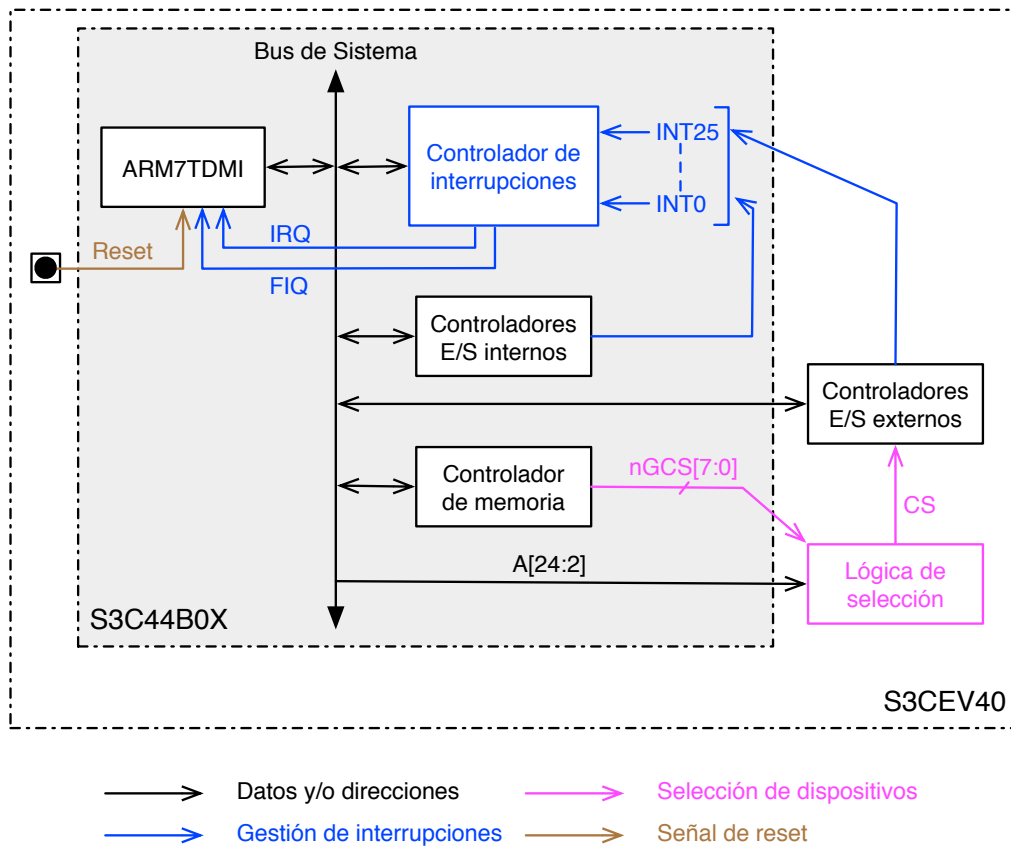 Bus de Sistema
ARM7TDMI
Controlador de
interrupciones
INT25
INT0
IRQ
FIQ
Reset
Controladores
E/S internos
Controladores
E/S externos
Controlador
de memoria
nGCS[7:0]
CS
A[24:2]
Lógica de
selección
S3C44B0X
S3CEV40
Datos y/o direcciones
Selección de dispositivos
Gestión de interrupciones
Señal de reset